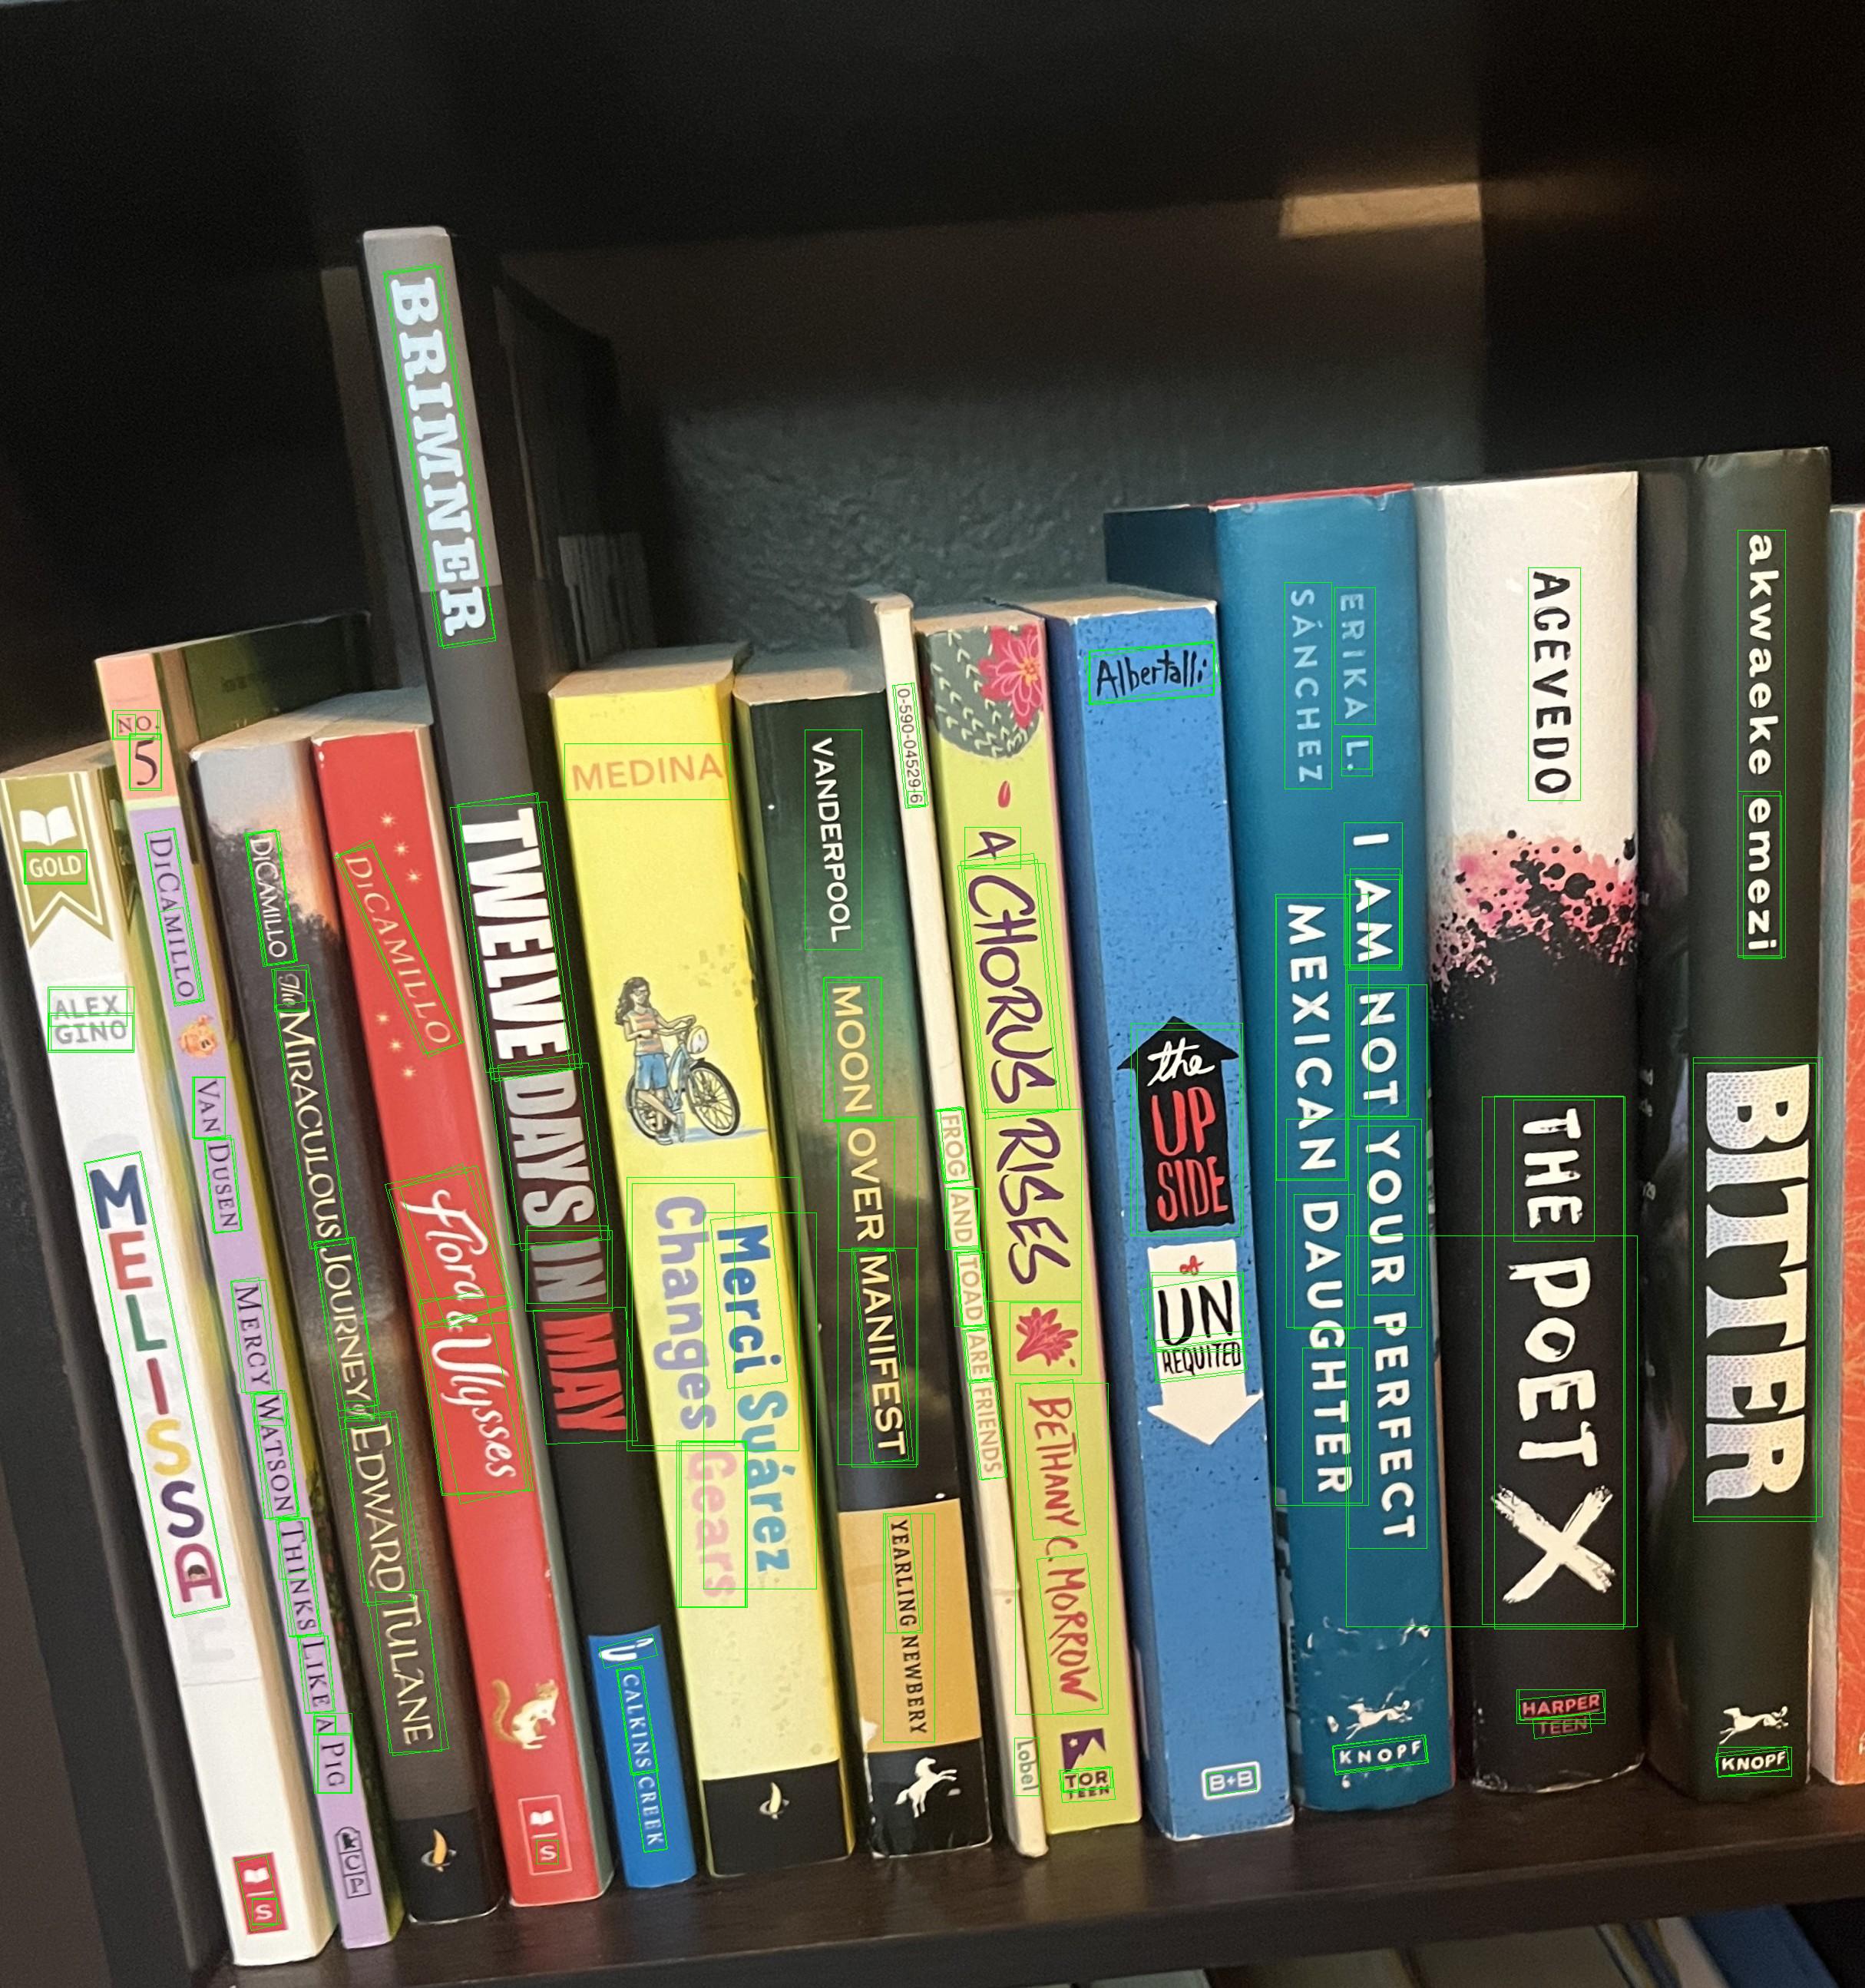 GOLD
ALEX
GINO
MELISSA
S
NO.
5
DICAMILLO
VAN DUSEN
MERCY WATSON THINKS LIKE A PIG
DICAMILLO
The MIRACULOUS JOURNEY of EDWARD TULANE
DICAMILLO
Flora & Ulysses
S
BRIMNER
TWELVE DAYS IN MAY
CALKINS CREEK
MEDINA
Merci Suárez
Changes Gears
VANDERPOOL
MOON OVER MANIFEST
YEARLING NEWBERY
0-590-04529-6
FROG AND TOAD ARE FRIENDS
Lobel
A CHORUS RISES
BETHANY C. MORROW
TOR
TEEN
Albertalli
the
UP
SIDE
of
UN
REQUITED
B+B
ERIKA L.
SÁNCHEZ
I AM NOT YOUR PERFECT
MEXICAN DAUGHTER
KNOPF
ACEVEDO
THE POET
X
HARPER
TEEN
akwaeke emezi
BITTER
KNOPF